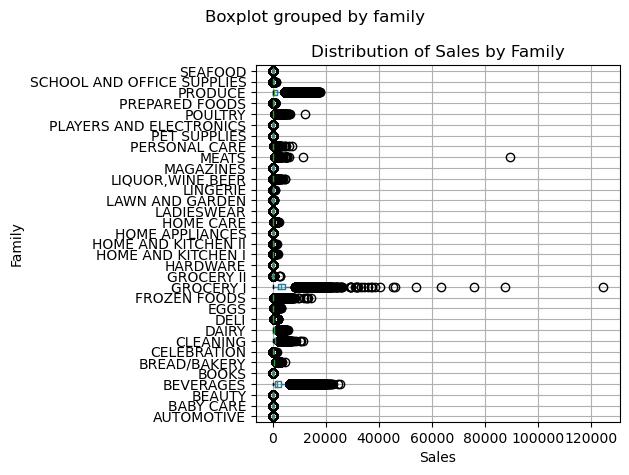 Boxplot grouped by family
Distribution of Sales by Family
Family
SEAFOOD
SCHOOL AND OFFICE SUPPLIES
PRODUCE
PREPARED FOODS
POULTRY
PLAYERS AND ELECTRONICS
PET SUPPLIES
PERSONAL CARE
MEATS
MAGAZINES
LIQUOR,WINE,BEER
LINGERIE
LAWN AND GARDEN
LADIESWEAR
HOME CARE
HOME APPLIANCES
HOME AND KITCHEN II
HOME AND KITCHEN I
HARDWARE
GROCERY II
GROCERY I
FROZEN FOODS
EGGS
DELI
DAIRY
CLEANING
CELEBRATION
BREAD/BAKERY
BOOKS
BEVERAGES
BEAUTY
BABY CARE
AUTOMOTIVE
0 20000 40000 60000 80000 100000 120000
Sales